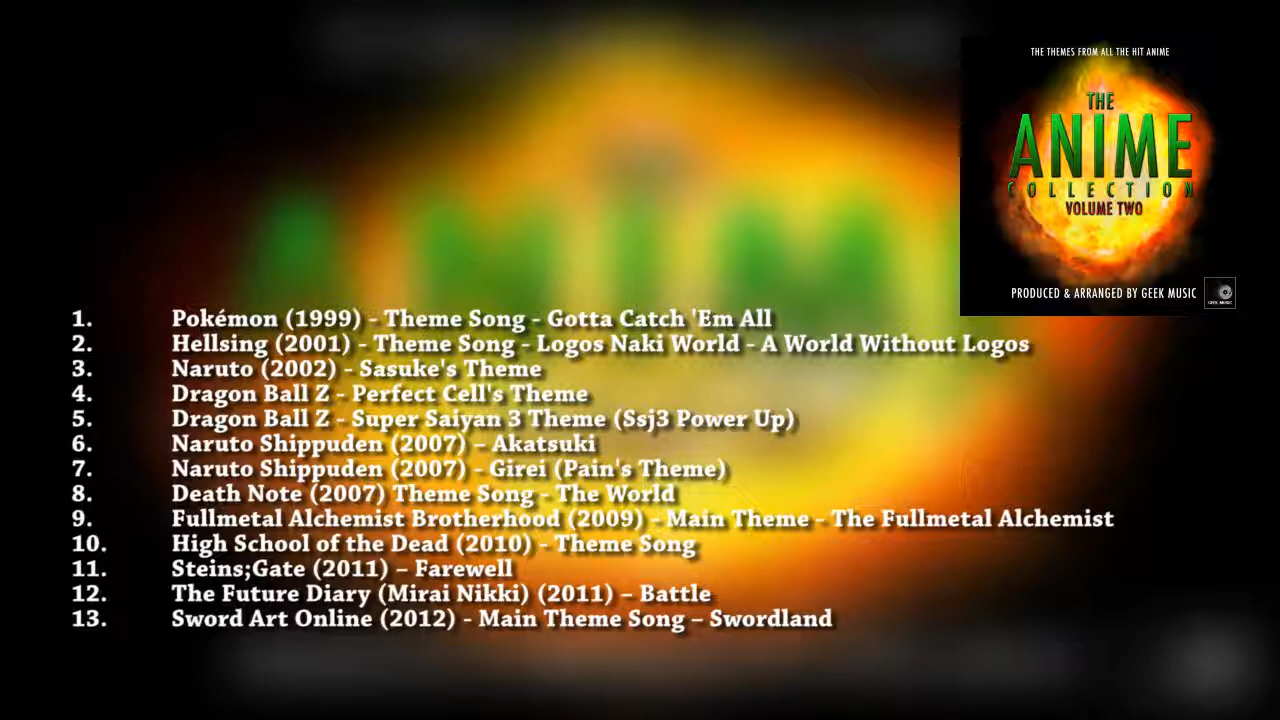 THE THEMES FROM ALL THE HIT ANIME
THE
ANIME
COLLECTION
VOLUME TWO
PRODUCED & ARRANGED BY GEEK MUSIC
GEEK MUSIC
1. Pokémon (1999) - Theme Song - Gotta Catch 'Em All
2. Hellsing (2001) - Theme Song - Logos Naki World - A World Without Logos
3. Naruto (2002) - Sasuke's Theme
4. Dragon Ball Z - Perfect Cell's Theme
5. Dragon Ball Z - Super Saiyan 3 Theme (Ssj3 Power Up)
6. Naruto Shippuden (2007) – Akatsuki
7. Naruto Shippuden (2007) - Girei (Pain's Theme)
8. Death Note (2007) Theme Song - The World
9. Fullmetal Alchemist Brotherhood (2009) - Main Theme - The Fullmetal Alchemist
10. High School of the Dead (2010) - Theme Song
11. Steins;Gate (2011) – Farewell
12. The Future Diary (Mirai Nikki) (2011) – Battle
13. Sword Art Online (2012) - Main Theme Song – Swordland